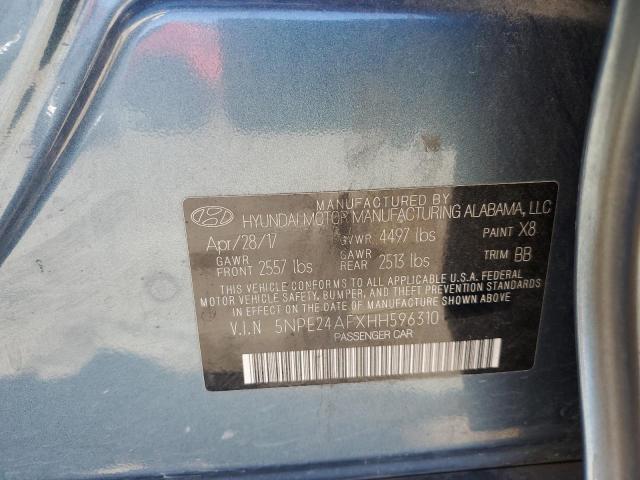 MANUFACTURED BY
HYUNDAI MOTOR MANUFACTURING ALABAMA, LLC
Apr/28/17 GVWR 4497 lbs PAINT X8
GAWR FRONT 2557 lbs GAWR REAR 2513 lbs TRIM BB
THIS VEHICLE CONFORMS TO ALL APPLICABLE U.S.A. FEDERAL
MOTOR VEHICLE SAFETY, BUMPER, AND THEFT PREVENTION STANDARDS
IN EFFECT ON THE DATE OF MANUFACTURE SHOWN ABOVE.
V.I.N 5NPE24AFXHH596310
PASSENGER CAR